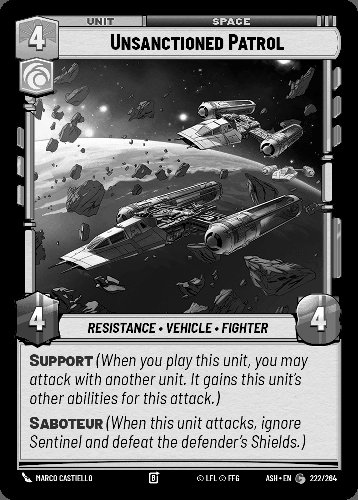 UNIT
SPACE
4
UNSANCTIONED PATROL
4
4
RESISTANCE • VEHICLE • FIGHTER
SUPPORT (When you play this unit, you may
attack with another unit. It gains this unit's
other abilities for this attack.)
SABOTEUR (When this unit attacks, ignore
Sentinel and defeat the defender's Shields.)
MARCO CASTIELLO
© LFL © FFG
ASH • EN
222/264